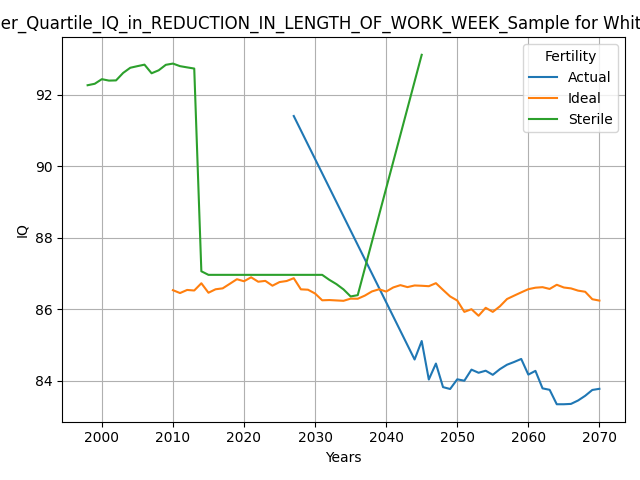 er_Quartile_IQ_in_REDUCTION_IN_LENGTH_OF_WORK_WEEK_Sample for Whit
Fertility
Actual
Ideal
Sterile
92
90
88
86
84
IQ
2000 2010 2020 2030 2040 2050 2060 2070
Years